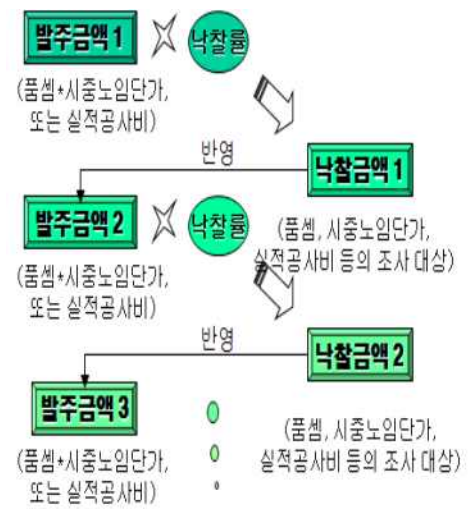 발주금액 1
낙찰률
(품셈*시중노임단가,
또는 실적공사비)
반영
낙찰금액 1
발주금액 2
낙찰률
(품셈, 시중노임단가,
실적공사비 등의 조사 대상)
(품셈*시중노임단가,
또는 실적공사비)
반영
낙찰금액 2
발주금액 3
(품셈, 시중노임단가,
실적공사비 등의 조사 대상)
(품셈*시중노임단가,
또는 실적공사비)